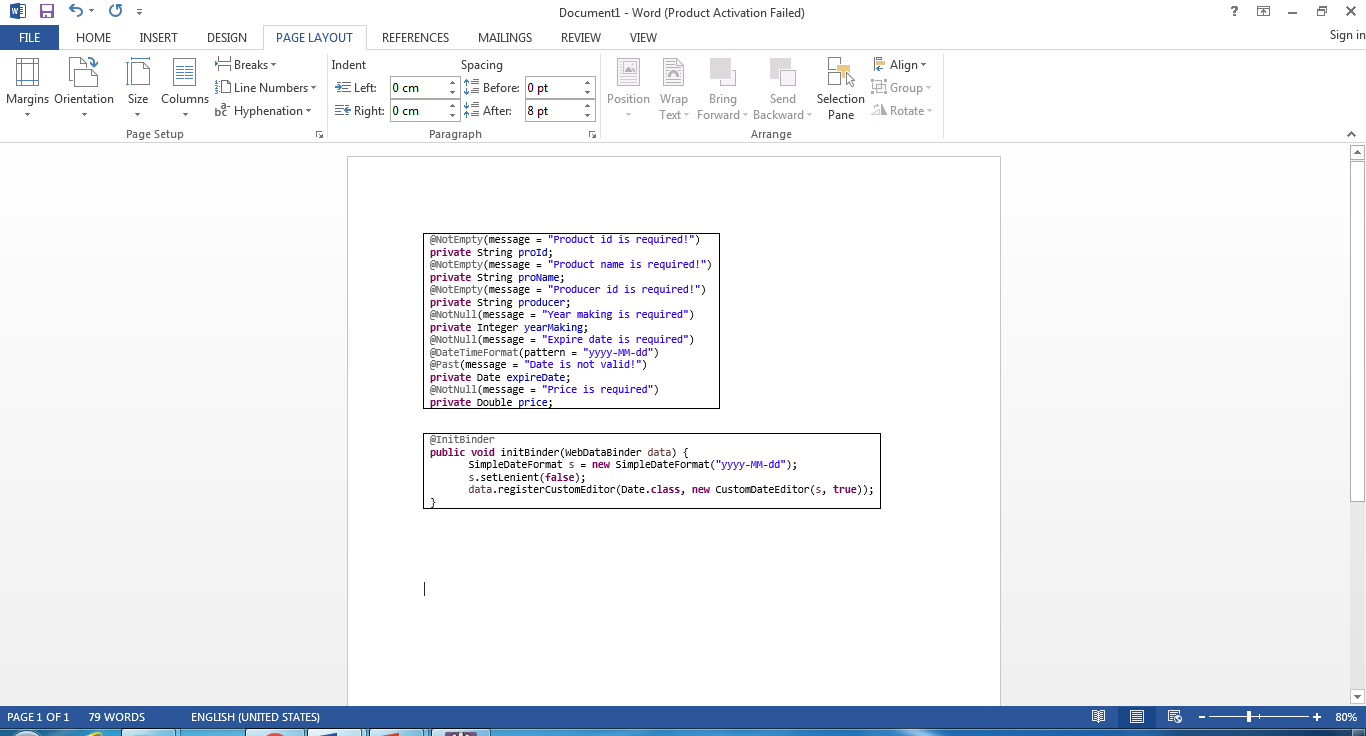 Document1 - Word (Product Activation Failed)
?
FILE HOME INSERT DESIGN PAGE LAYOUT REFERENCES MAILINGS REVIEW VIEW Sign in
Margins Orientation Size Columns
Breaks
Line Numbers
Hyphenation
Page Setup
Indent Spacing
Left: 0 cm Before: 0 pt
Right: 0 cm After: 8 pt
Paragraph
Position Wrap Text Bring Forward Send Backward Selection Pane
Align
Group
Rotate
Arrange
@NotEmpty(message = "Product id is required!")
private String proId;
@NotEmpty(message = "Product name is required!")
private String proName;
@NotEmpty(message = "Producer id is required!")
private String producer;
@NotNull(message = "Year making is required")
private Integer yearMaking;
@NotNull(message = "Expire date is required")
@DateTimeFormat(pattern = "yyyy-MM-dd")
@Past(message = "Date is not valid!")
private Date expireDate;
@NotNull(message = "Price is required")
private Double price;
@InitBinder
public void initBinder(WebDataBinder data) {
SimpleDateFormat s = new SimpleDateFormat("yyyy-MM-dd");
s.setLenient(false);
data.registerCustomEditor(Date.class, new CustomDateEditor(s, true));
}
PAGE 1 OF 1 79 WORDS ENGLISH (UNITED STATES) 80%